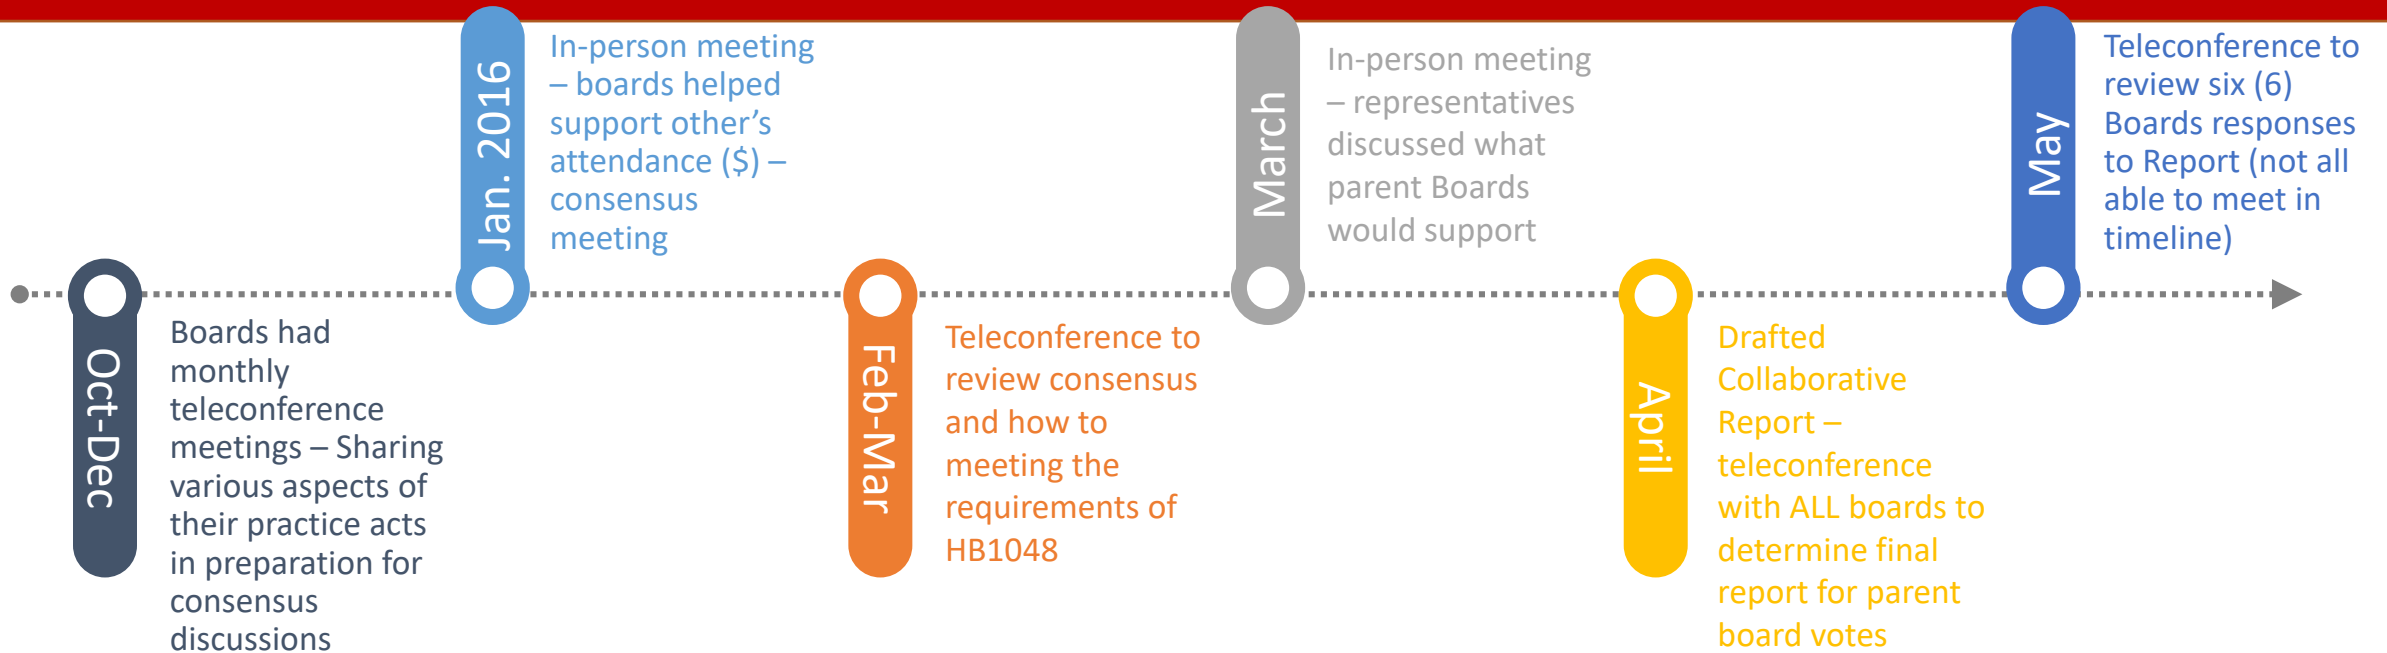 Oct-Dec
Boards had
monthly
teleconference
meetings – Sharing
various aspects of
their practice acts
in preparation for
consensus
discussions
Jan. 2016
In-person meeting
– boards helped
support other’s
attendance ($) –
consensus
meeting
Feb-Mar
Teleconference to
review consensus
and how to
meeting the
requirements of
HB1048
March
In-person meeting
– representatives
discussed what
parent Boards
would support
April
Drafted
Collaborative
Report –
teleconference
with ALL boards to
determine final
report for parent
board votes
May
Teleconference to
review six (6)
Boards responses
to Report (not all
able to meet in
timeline)